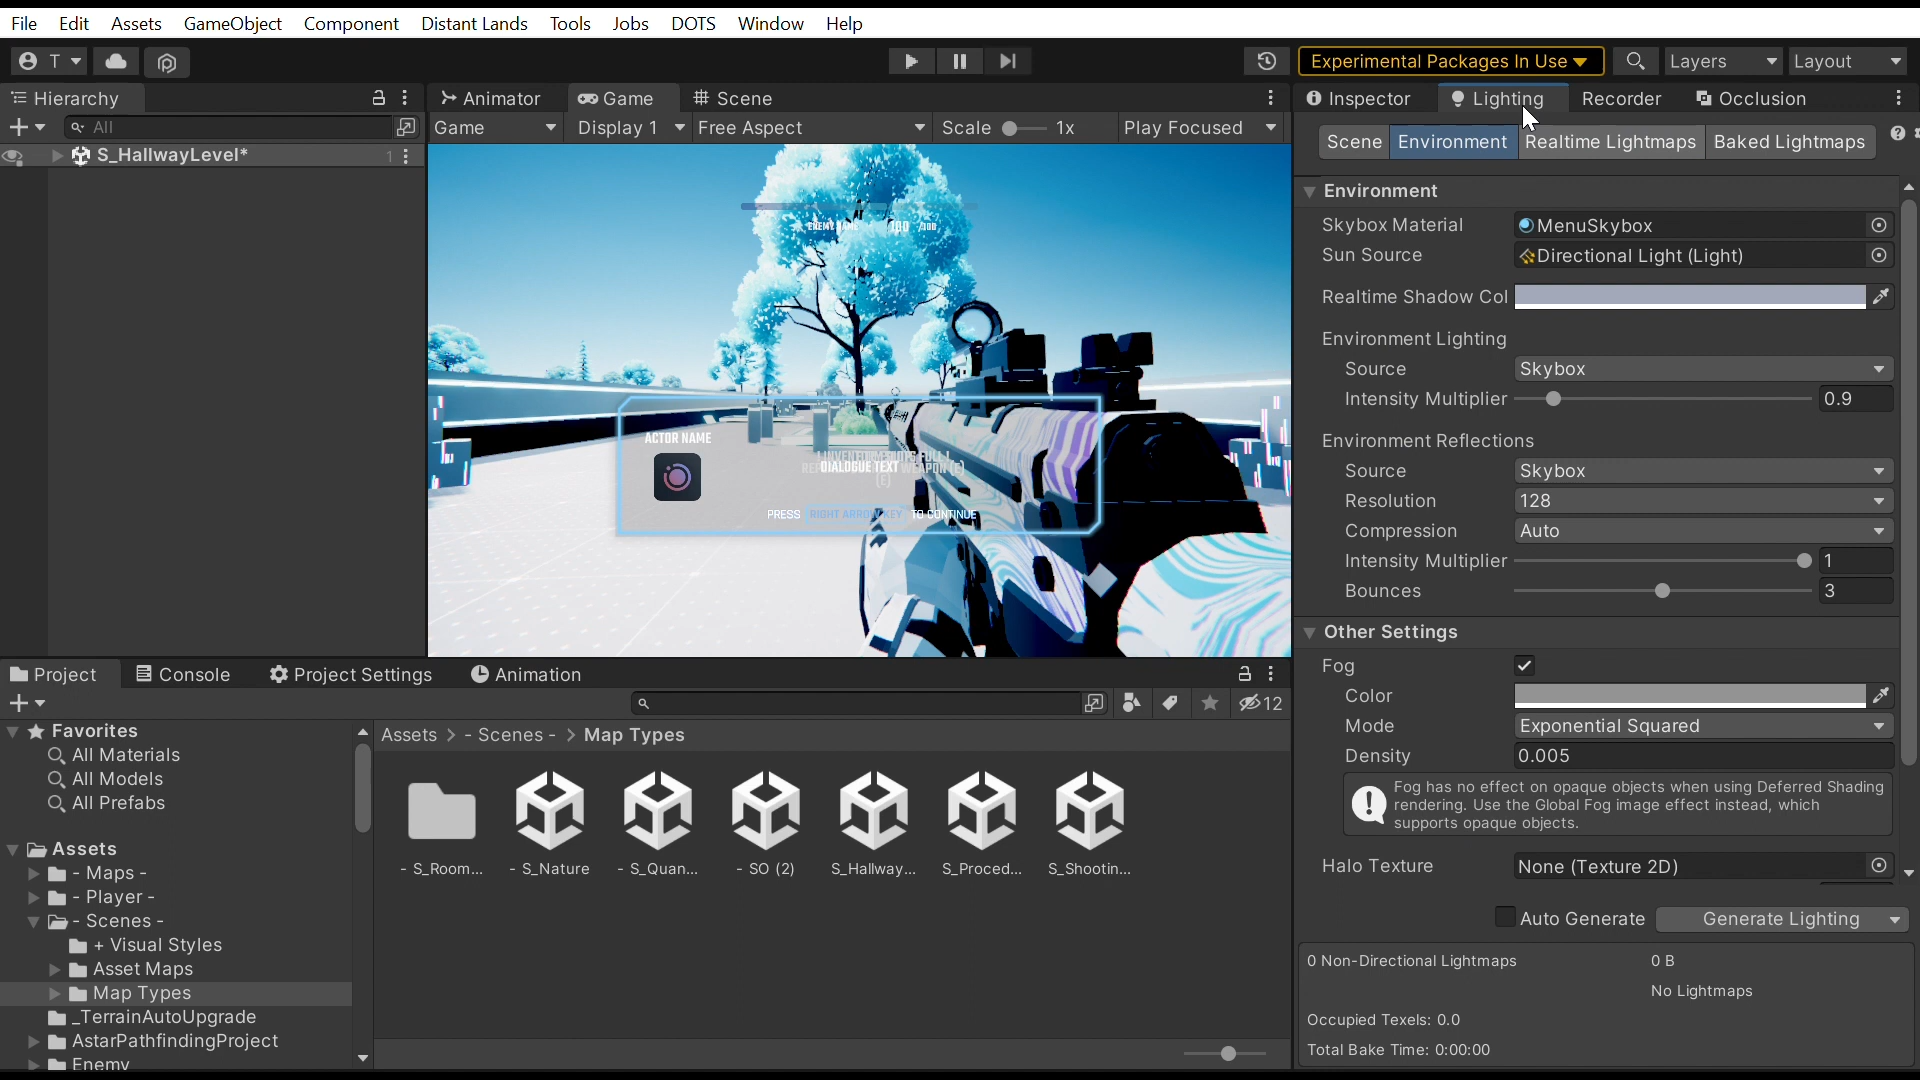 File Edit Assets GameObject Component Distant Lands Tools Jobs DOTS Window Help
T Experimental Packages In Use Layers Layout
Hierarchy
All
S_HallwayLevel* 1
Animator Game Scene
Game Display 1 Free Aspect Scale 1x Play Focused
ENEMY NAME 100 /100
ACTOR NAME
DIALOGUE TEXT
WEAPON (E)
(E)
PRESS RIGHT ARROW KEY TO CONTINUE
Inspector Lighting Recorder Occlusion
Scene Environment Realtime Lightmaps Baked Lightmaps
Environment
Skybox Material MenuSkybox
Sun Source Directional Light (Light)
Realtime Shadow Col
Environment Lighting
Source Skybox
Intensity Multiplier 0.9
Environment Reflections
Source Skybox
Resolution 128
Compression Auto
Intensity Multiplier 1
Bounces 3
Other Settings
Fog
Color
Mode Exponential Squared
Density 0.005
Fog has no effect on opaque objects when using Deferred Shading
rendering. Use the Global Fog image effect instead, which
supports opaque objects.
Halo Texture None (Texture 2D)
Auto Generate Generate Lighting
0 Non-Directional Lightmaps 0 B
No Lightmaps
Occupied Texels: 0.0
Total Bake Time: 0:00:00
Project Console Project Settings Animation
12
Favorites
All Materials
All Models
All Prefabs
Assets
- Maps -
- Player -
- Scenes -
+ Visual Styles
Asset Maps
Map Types
_TerrainAutoUpgrade
AstarPathfindingProject
Enemy
Assets > - Scenes - > Map Types
- S_Room... - S_Nature - S_Quan... - SO (2) S_Hallway... S_Proced... S_Shootin...